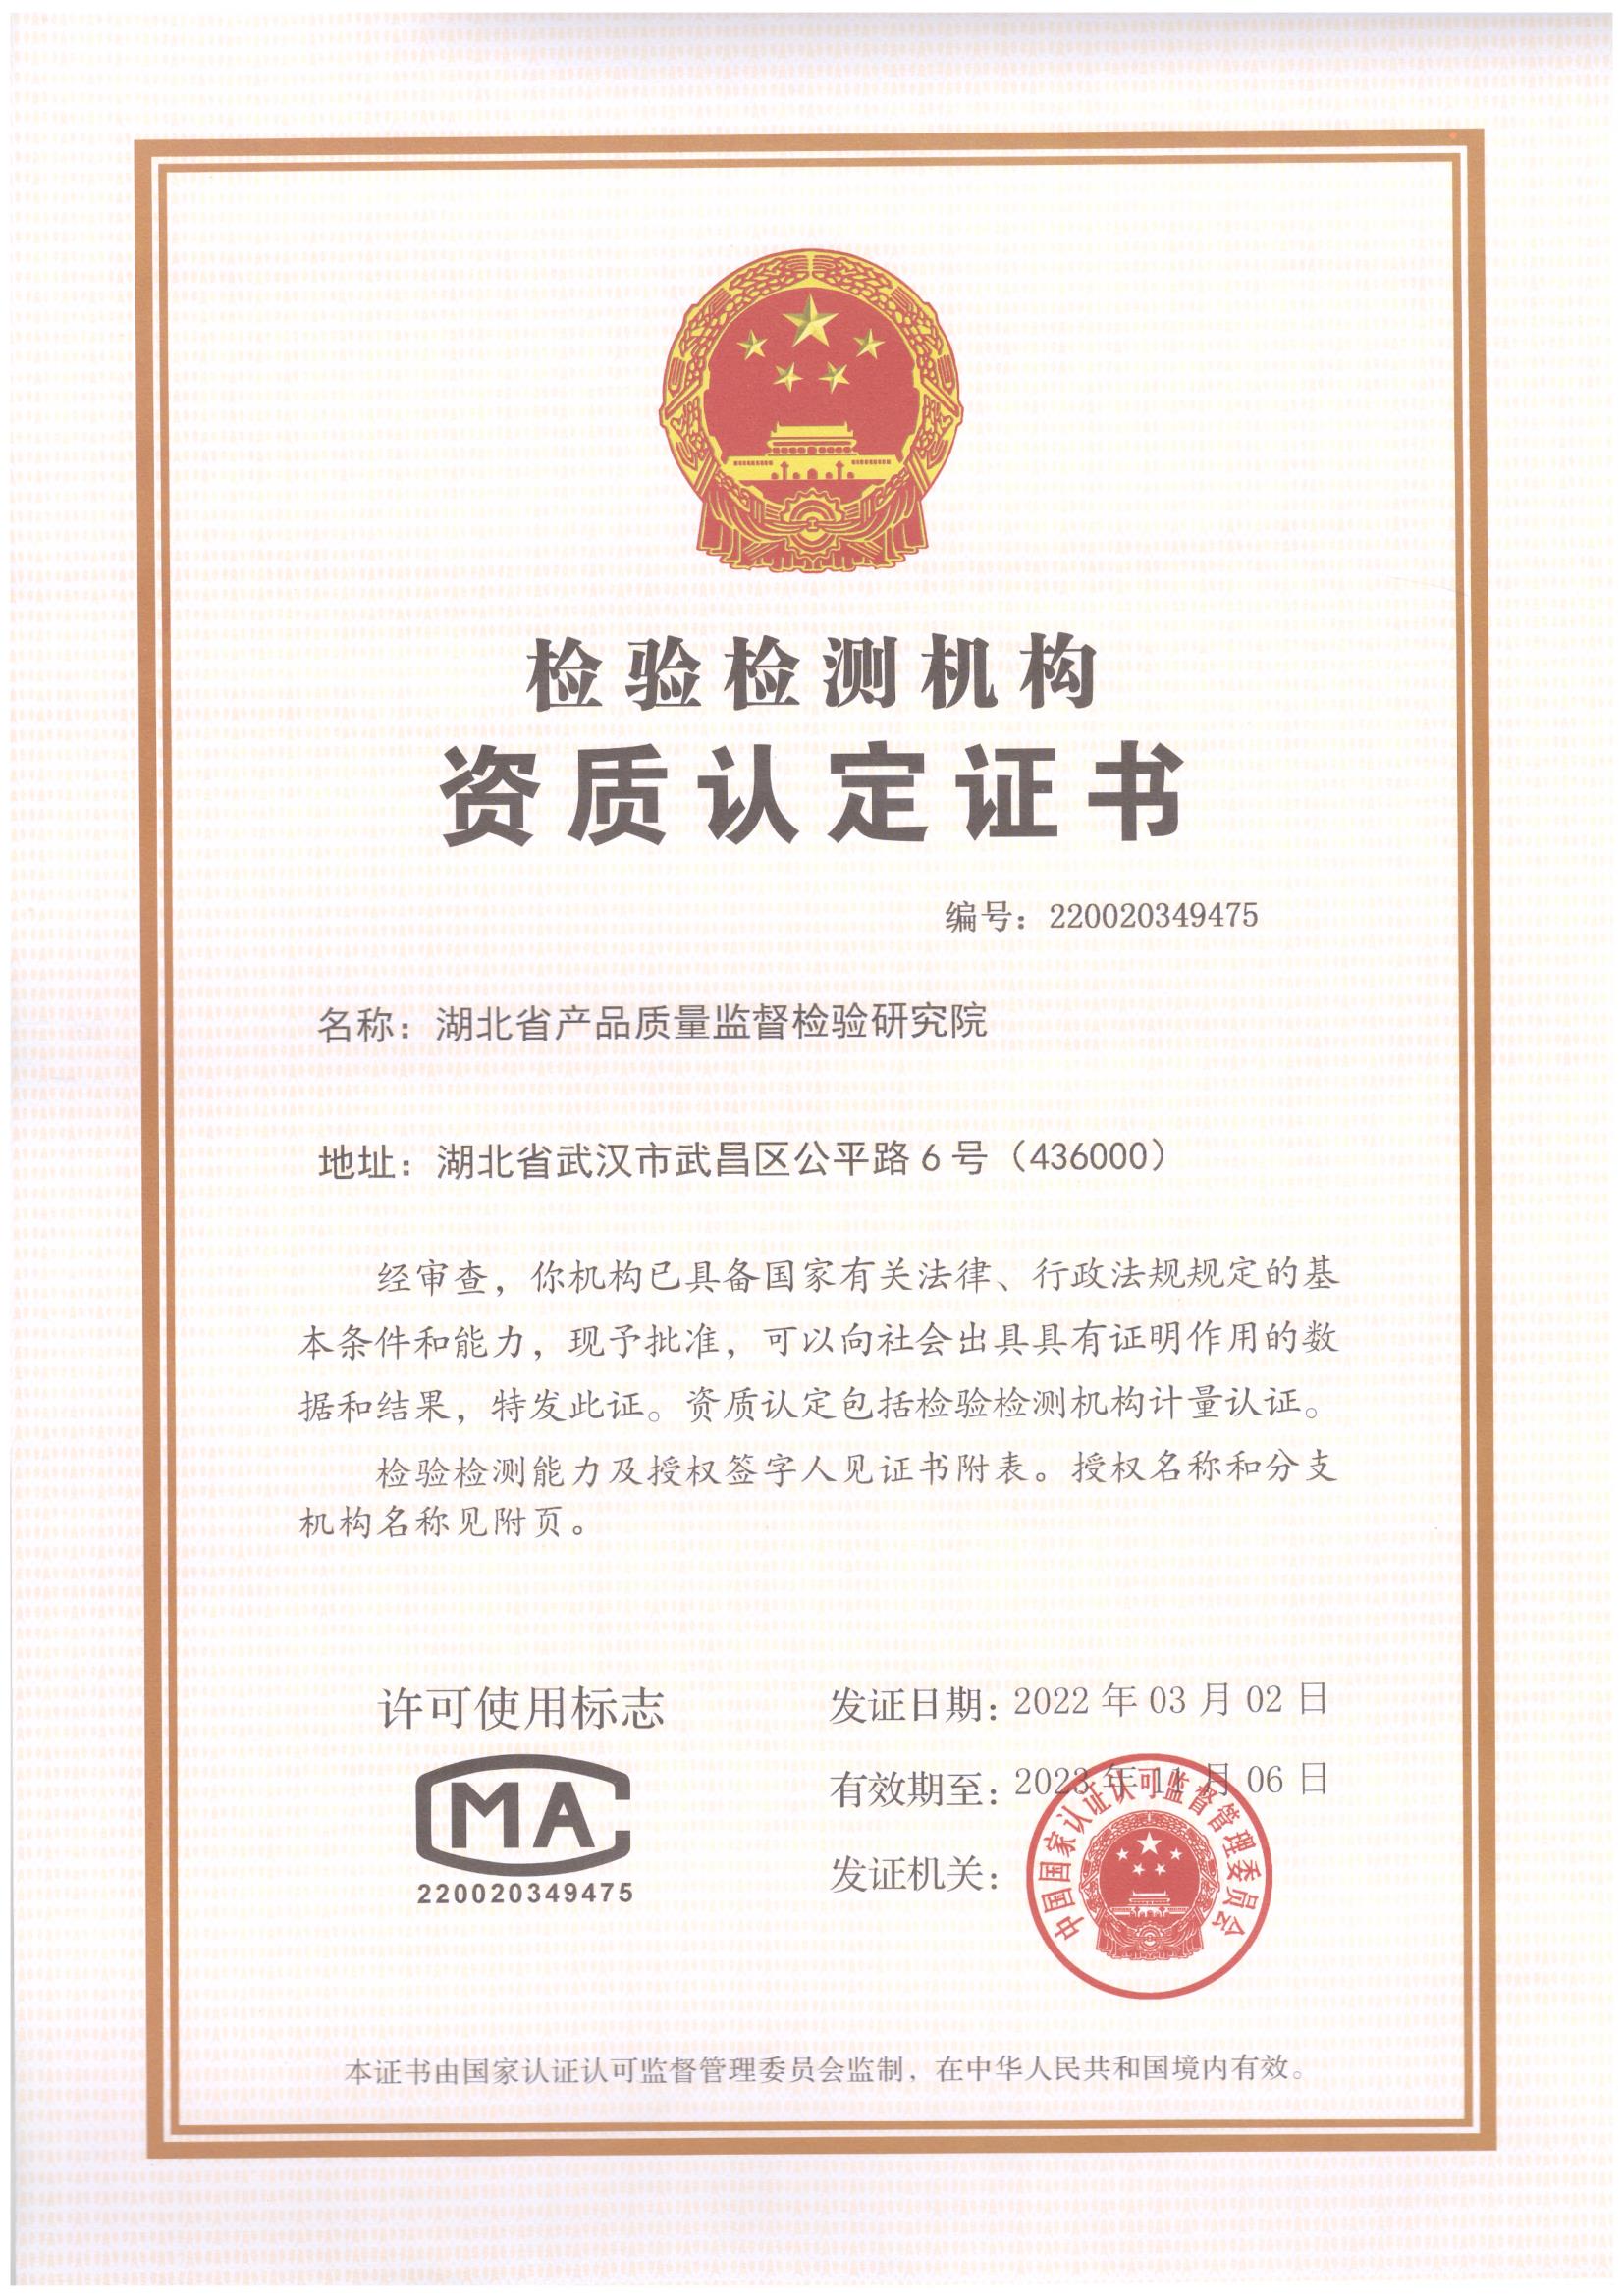 检验检测机构
资质认定证书
编号：220020349475
名称：湖北省产品质量监督检验研究院
地址：湖北省武汉市武昌区公平路6号（436000）
经审查，你机构已具备国家有关法律、行政法规规定的基
本条件和能力，现予批准，可以向社会出具具有证明作用的数
据和结果，特发此证。资质认定包括检验检测机构计量认证。
检验检测能力及授权签字人见证书附表。授权名称和分支
机构名称见附页。
许可使用标志
MA
220020349475
发证日期：2022年03月02日
有效期至：2023年11月06日
发证机关：
中国国家认证认可监督管理委员会
本证书由国家认证认可监督管理委员会监制，在中华人民共和国境内有效。